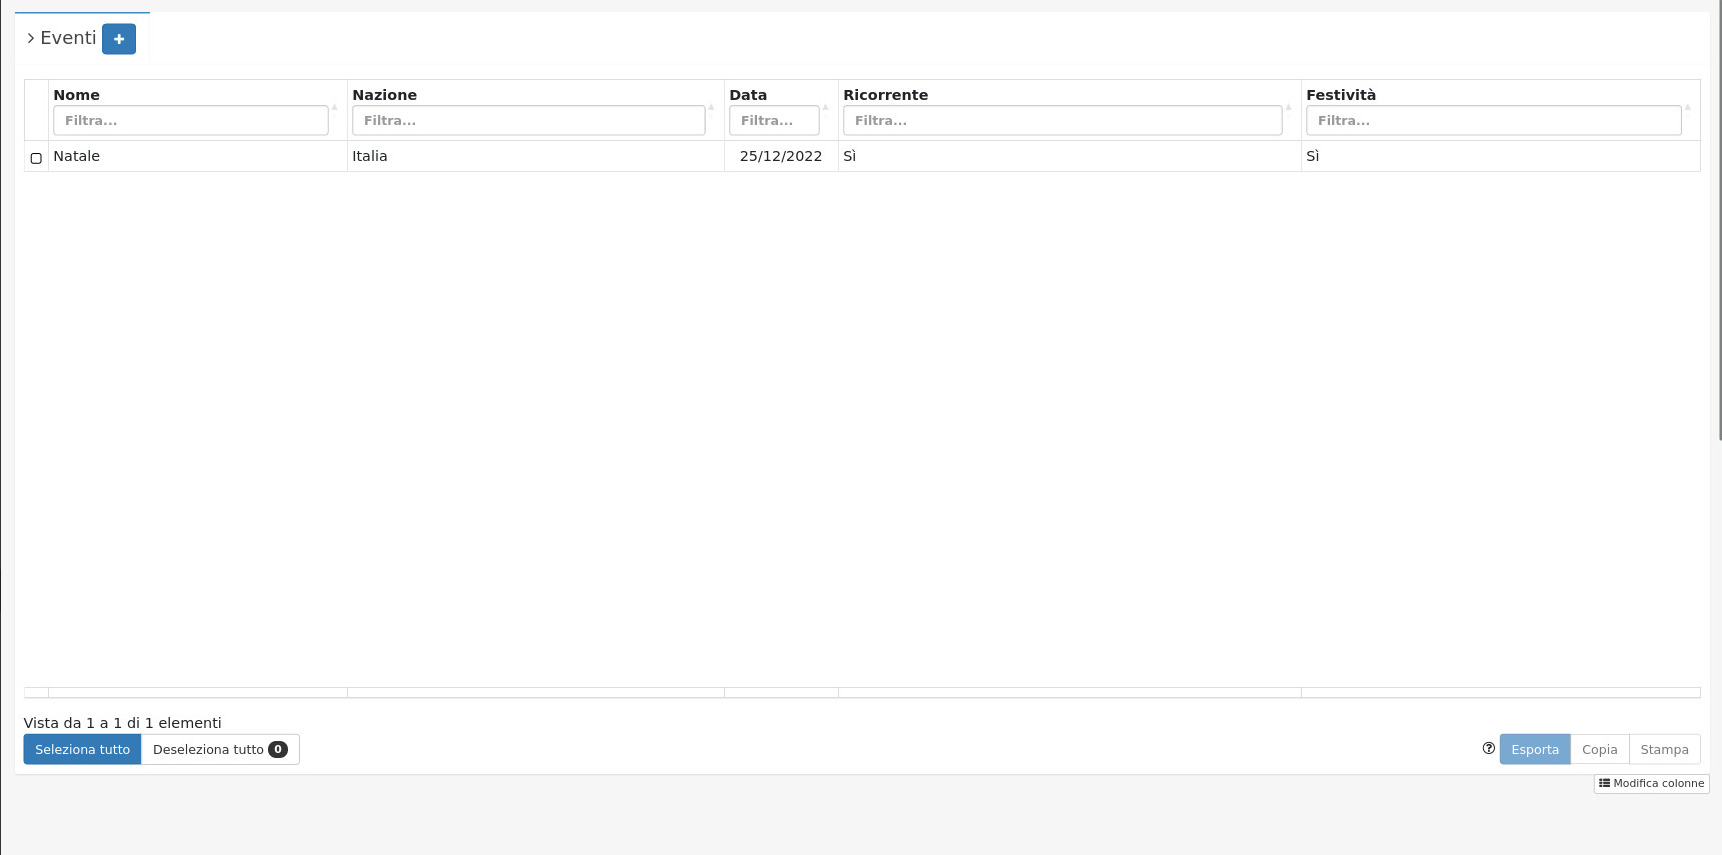 Eventi
Nome Nazione Data Ricorrente Festività
Filtra... Filtra... Filtra... Filtra... Filtra...
Natale Italia 25/12/2022 Sì Sì
Vista da 1 a 1 di 1 elementi
Seleziona tutto Deseleziona tutto 0 Esporta Copia Stampa
Modifica colonne